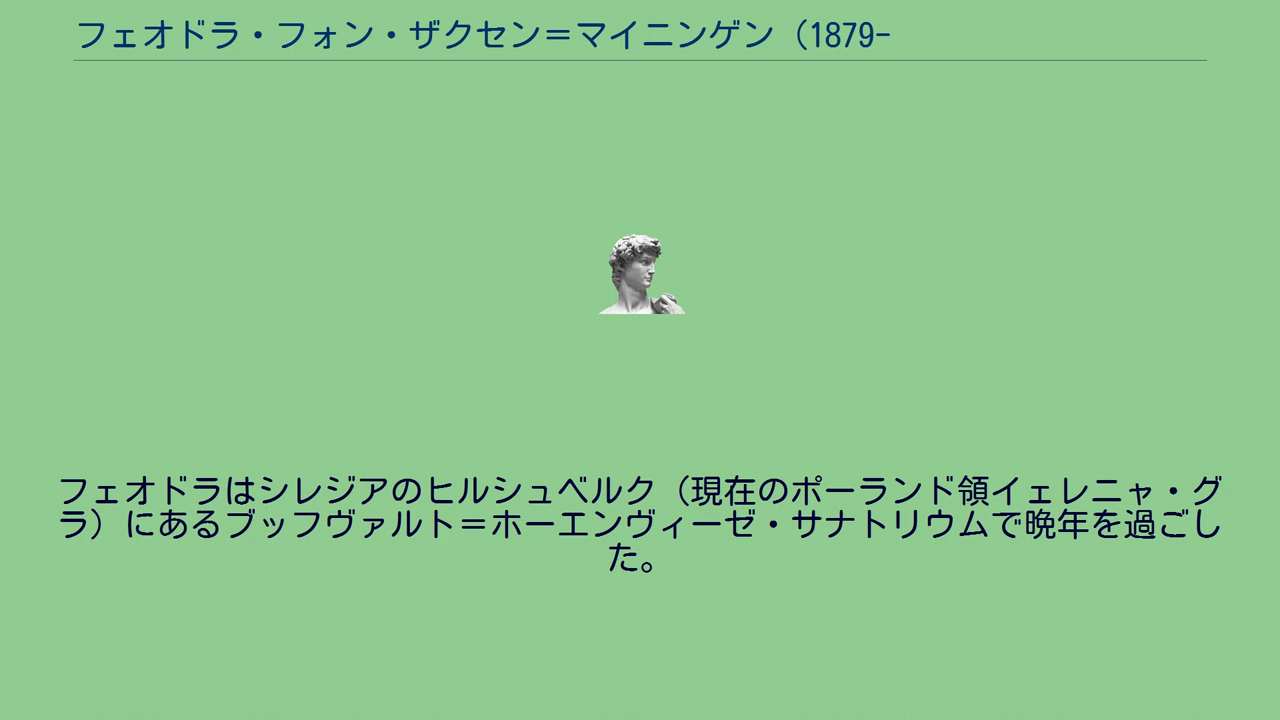 フェオドラ・フォン・ザクセン＝マイニンゲン（1879-
フェオドラはシレジアのヒルシュベルク（現在のポーランド領イェレニャ・グ
ラ）にあるブッフヴァルト＝ホーエンヴィーゼ・サナトリウムで晩年を過ごし
た。